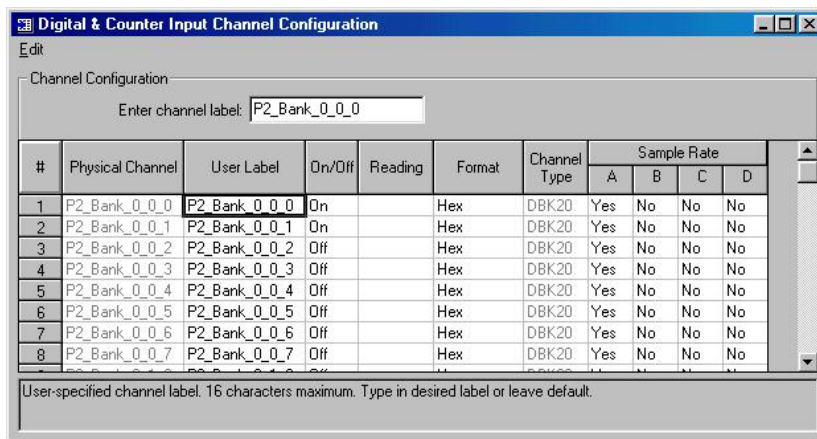 Digital & Counter Input Channel Configuration
Edit
Channel Configuration
Enter channel label: P2_Bank_0_0_0
# Physical Channel User Label On/Off Reading Format Channel Type Sample Rate
A B C D
1 P2_Bank_0_0_0 P2_Bank_0_0_0 On Hex DBK20 Yes No No No
2 P2_Bank_0_0_1 P2_Bank_0_0_1 On Hex DBK20 Yes No No No
3 P2_Bank_0_0_2 P2_Bank_0_0_2 Off Hex DBK20 Yes No No No
4 P2_Bank_0_0_3 P2_Bank_0_0_3 Off Hex DBK20 Yes No No No
5 P2_Bank_0_0_4 P2_Bank_0_0_4 Off Hex DBK20 Yes No No No
6 P2_Bank_0_0_5 P2_Bank_0_0_5 Off Hex DBK20 Yes No No No
7 P2_Bank_0_0_6 P2_Bank_0_0_6 Off Hex DBK20 Yes No No No
8 P2_Bank_0_0_7 P2_Bank_0_0_7 Off Hex DBK20 Yes No No No
User-specified channel label. 16 characters maximum. Type in desired label or leave default.